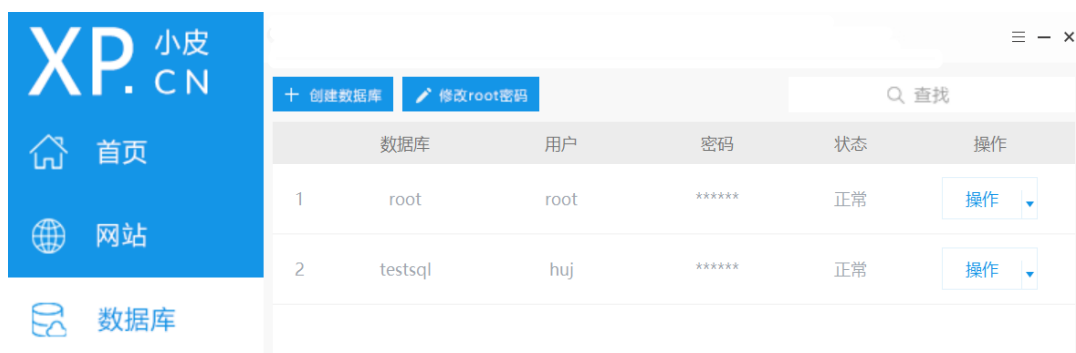 XP.小皮
CN
首页
网站
数据库
创建数据库 修改root密码 查找
数据库 用户 密码 状态 操作
1 root root ****** 正常 操作
2 testsql huj ****** 正常 操作